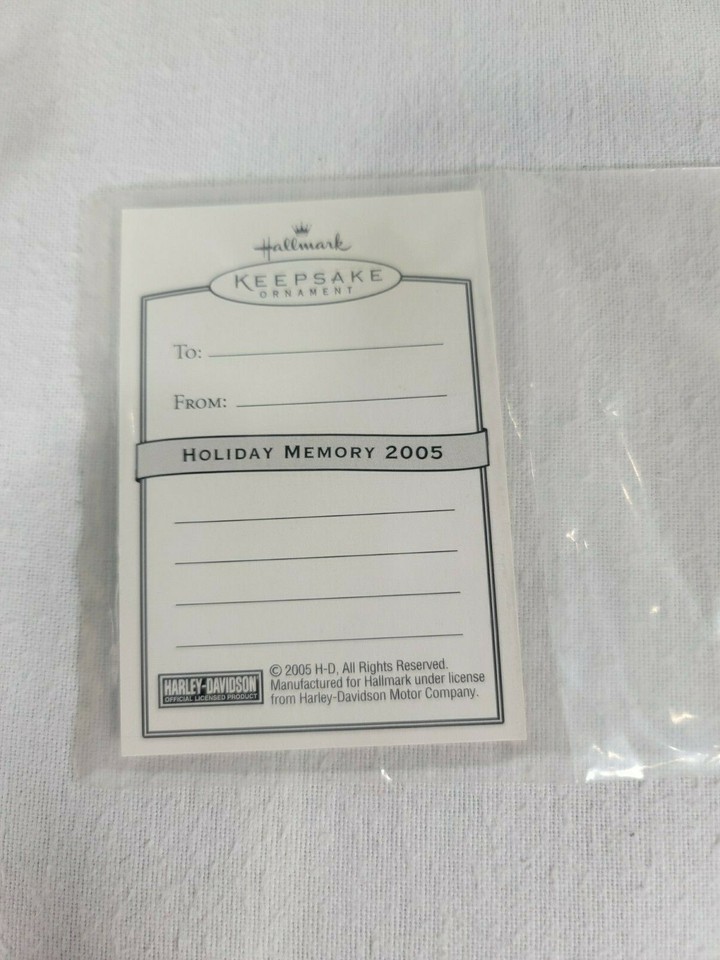 Hallmark
KEEPSAKE
ORNAMENT
TO:
FROM:
HOLIDAY MEMORY 2005
HARLEY-DAVIDSON
OFFICIAL LICENSED PRODUCT
© 2005 H-D, All Rights Reserved.
Manufactured for Hallmark under license
from Harley-Davidson Motor Company.